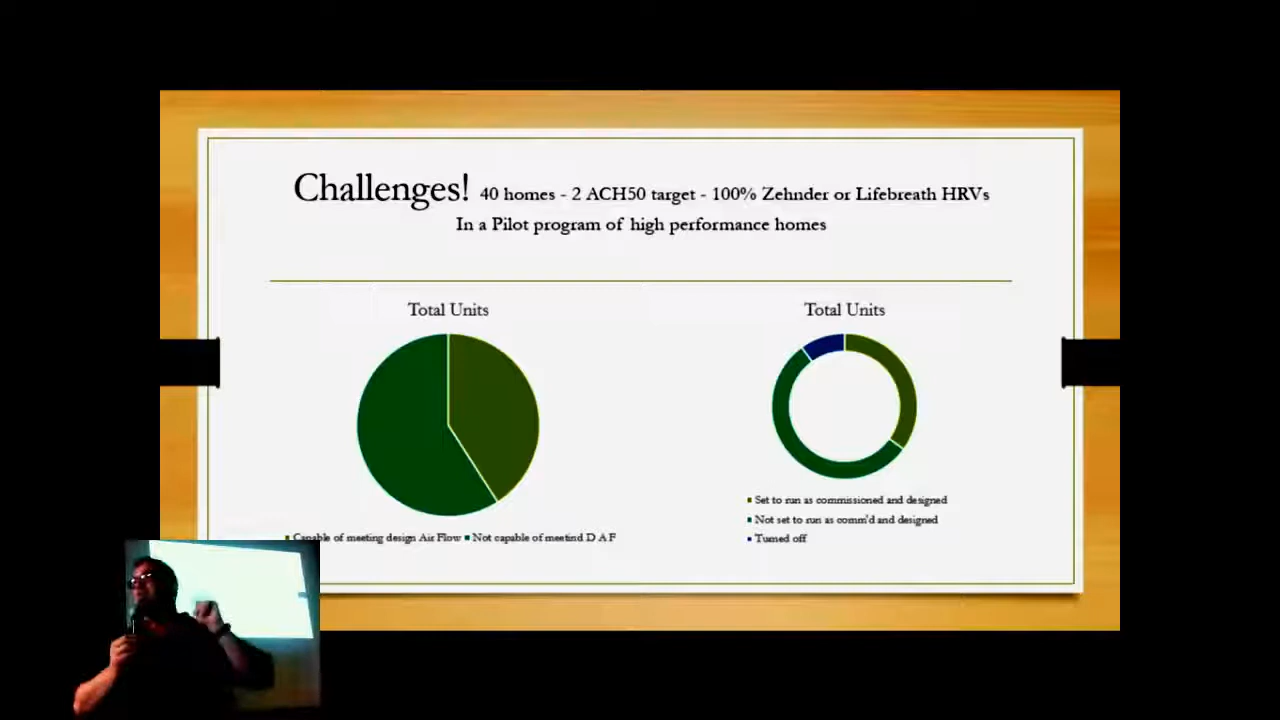 Challenges! 40 homes - 2 ACH50 target - 100% Zehnder or Lifebreath HRVs
In a Pilot program of high performance homes
Total Units
Capable of meeting design Air Flow Not capable of meetind D A F
Total Units
Set to run as commissioned and designed
Not set to run as comm'd and designed
Turned off